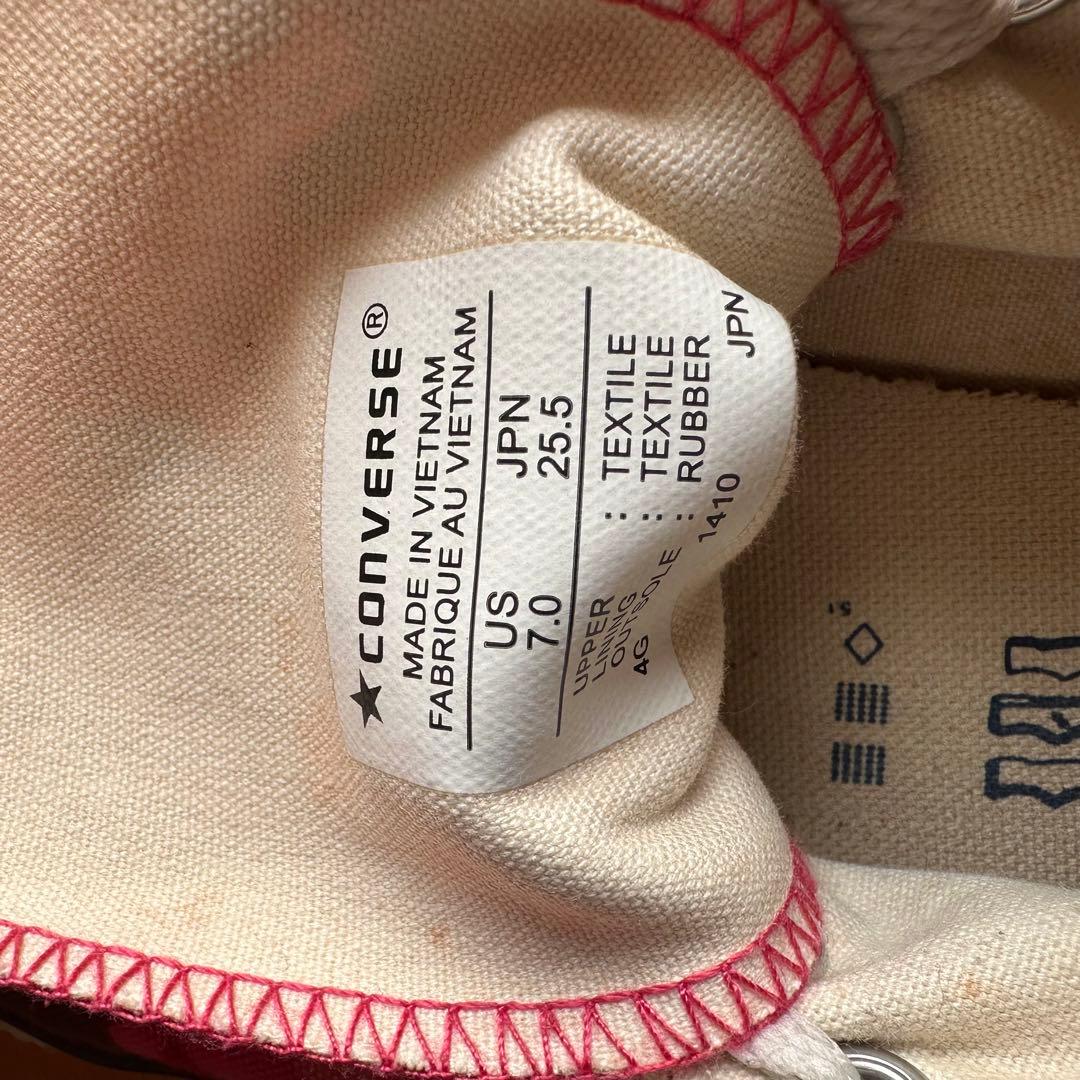 ★CONVERSE®
MADE IN VIETNAM
FABRIQUE AU VIETNAM
US JPN
7.0 25.5
UPPER : TEXTILE
LINING : TEXTILE
OUTSOLE : RUBBER
4G 1410 JPN